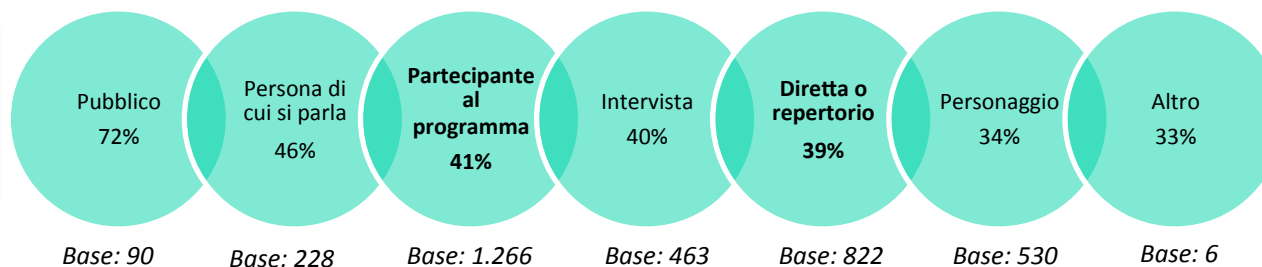 Pubblico
72%
Persona di
cui si parla
46%
Partecipante
al
programma
41%
Intervista
40%
Diretta o
repertorio
39%
Personaggio
34%
Altro
33%
Base: 90
Base: 228
Base: 1.266
Base: 463
Base: 822
Base: 530
Base: 6